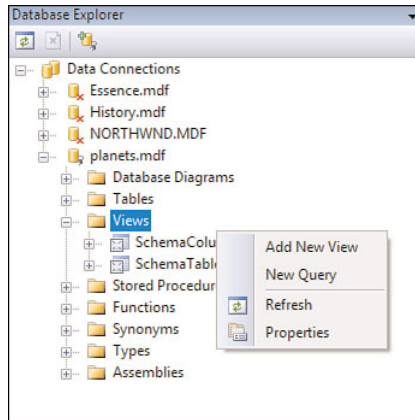 Database Explorer
Data Connections
Essence.mdf
History.mdf
NORTHWND.MDF
planets.mdf
Database Diagrams
Tables
Views
SchemaColu
SchemaTable
Stored Procedur
Functions
Synonyms
Types
Assemblies
Add New View
New Query
Refresh
Properties